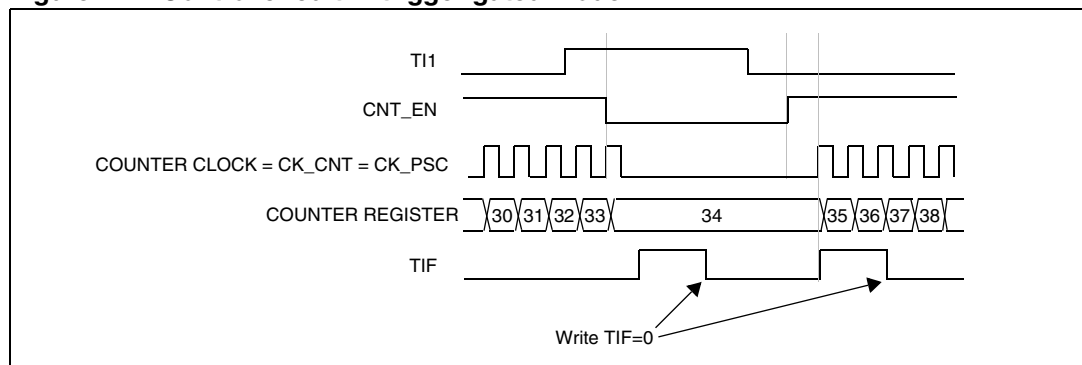 TI1
CNT_EN
COUNTER CLOCK = CK_CNT = CK_PSC
COUNTER REGISTER 30 31 32 33 34 35 36 37 38
TIF
Write TIF=0